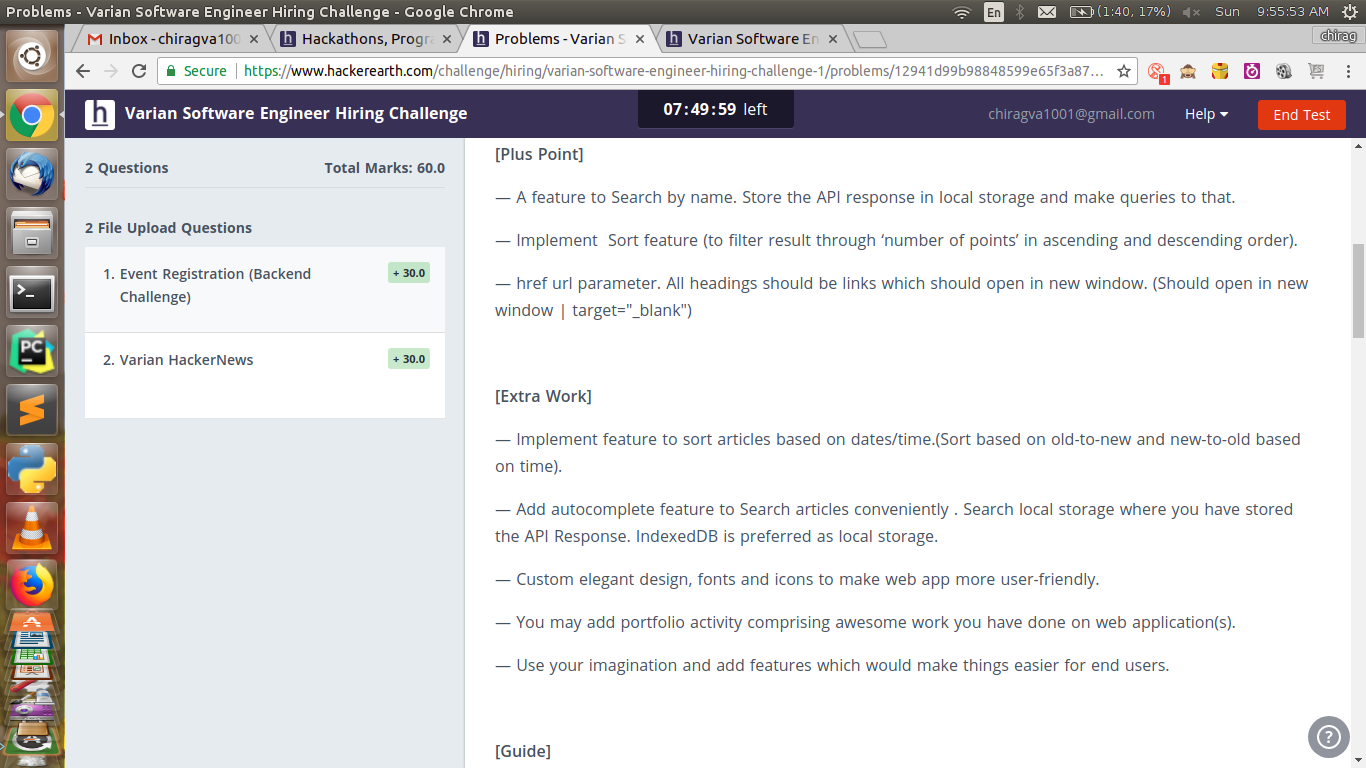 Problems - Varian Software Engineer Hiring Challenge - Google Chrome
En
(1:40, 17%)
Sun
9:55:53 AM
Inbox - chiragva100
Hackathons, Progra
Problems - Varian S
Varian Software En
chirag
Secure
https://www.hackerearth.com/challenge/hiring/varian-software-engineer-hiring-challenge-1/problems/12941d99b98848599e65f3a87...
1
h
Varian Software Engineer Hiring Challenge
07:49:59 left
chiragva1001@gmail.com
Help
End Test
2 Questions
Total Marks: 60.0
2 File Upload Questions
1. Event Registration (Backend
Challenge)
+ 30.0
2. Varian HackerNews
+ 30.0
[Plus Point]
— A feature to Search by name. Store the API response in local storage and make queries to that.
— Implement  Sort feature (to filter result through ‘number of points’ in ascending and descending order).
— href url parameter. All headings should be links which should open in new window. (Should open in new
window | target="_blank")
[Extra Work]
— Implement feature to sort articles based on dates/time.(Sort based on old-to-new and new-to-old based
on time).
— Add autocomplete feature to Search articles conveniently . Search local storage where you have stored
the API Response. IndexedDB is preferred as local storage.
— Custom elegant design, fonts and icons to make web app more user-friendly.
— You may add portfolio activity comprising awesome work you have done on web application(s).
— Use your imagination and add features which would make things easier for end users.
[Guide]
PC